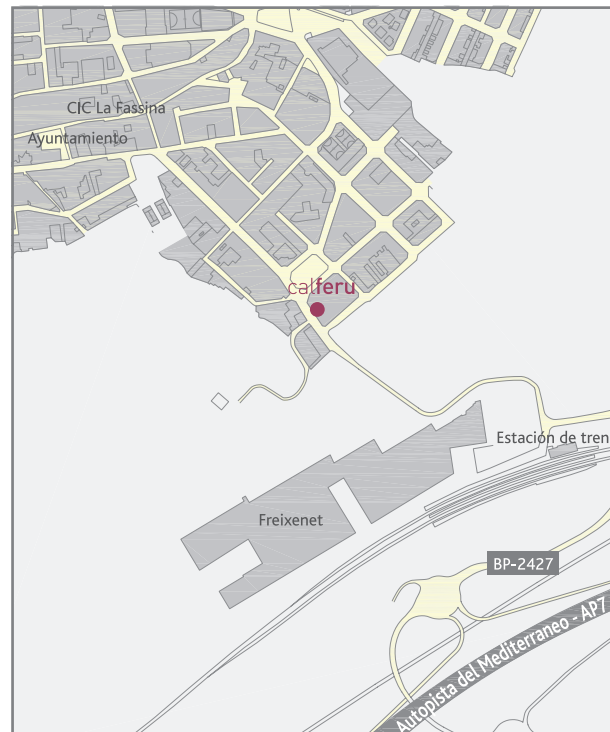 CIC La Fassina
Ayuntamiento
calferu
Estación de tren
Freixenet
BP-2427
Autopista del Mediterraneo - AP7